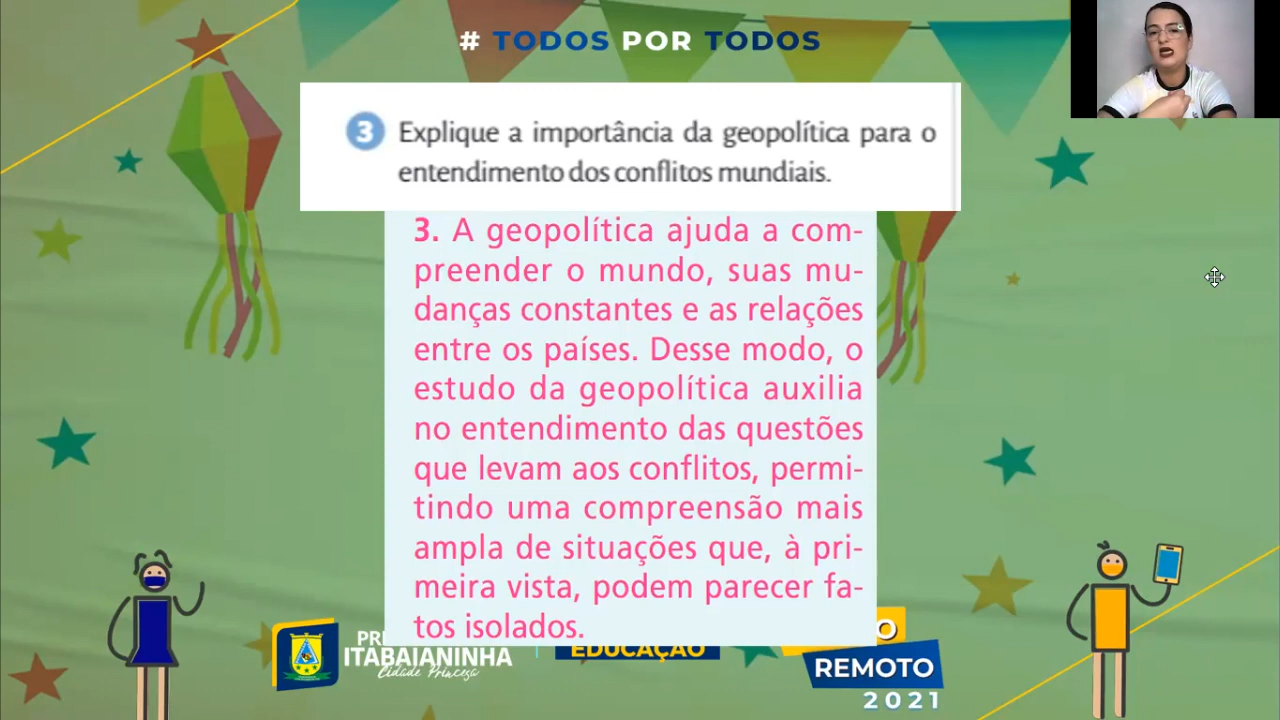 # TODOS POR TODOS
3 Explique a importância da geopolítica para o
entendimento dos conflitos mundiais.
3. A geopolítica ajuda a com-
preender o mundo, suas mu-
danças constantes e as relações
entre os países. Desse modo, o
estudo da geopolítica auxilia
no entendimento das questões
que levam aos conflitos, permi-
tindo uma compreensão mais
ampla de situações que, à pri-
meira vista, podem parecer fa-
tos isolados.
ITABAIANINHA
Cidade Princesa
EDUCAÇÃO
REMOTO
2021